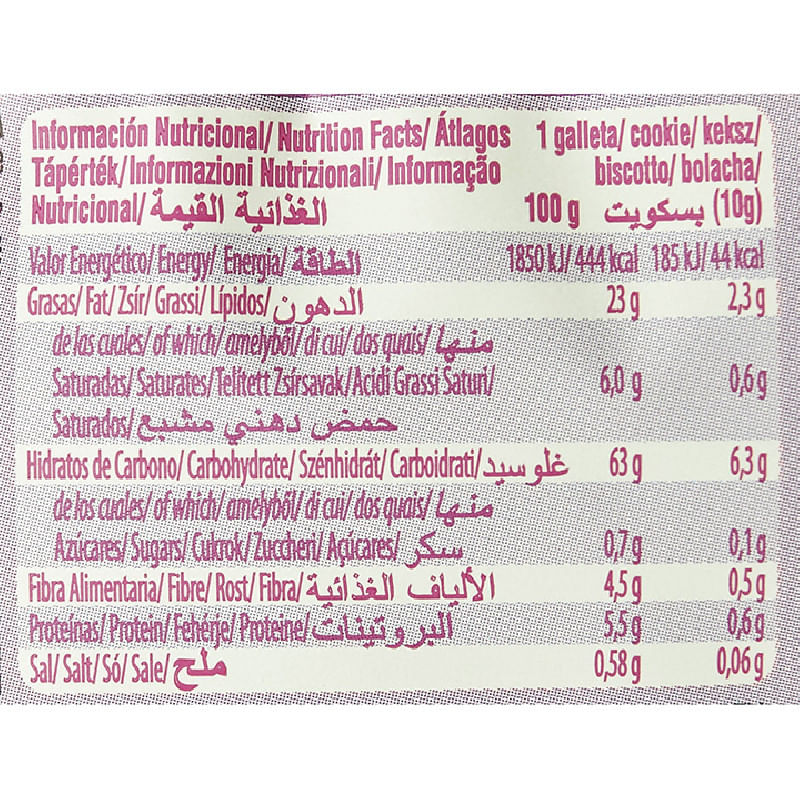 Información Nutricional/ Nutrition Facts/ Átlagos 1 galleta/ cookie/ keksz/
Tápérték/ Informazioni Nutrizionali/ Informação biscotto/ bolacha/
Nutricional/ الغذائية القيمة 100 g بسكويت (10g)
Valor Energético/ Energy/ Energia/ الطاقة 1850 kJ/ 444 kcal 185 kJ/ 44 kcal
Grasas/ Fat/ Zsír/ Grassi/ Lípidos/ الدهون 23 g 2,3 g
de las cuales/ of which/ amelyből/ di cui/ dos quais/ منها
Saturadas/ Saturates/ Telített Zsírsavak/ Acidi Grassi Saturi/ 6,0 g 0,6 g
Saturados/ حمض دهني مشبع
Hidratos de Carbono/ Carbohydrate/ Szénhidrát/ Carboidrati/ غلوسيد 63 g 6,3 g
de los cuales/ of which/ amelyből/ di cui/ dos quais/ منها
Azúcares/ Sugars/ Cukrok/ Zuccheri/ Açúcares/ سكر 0,7 g 0,1 g
Fibra Alimentaria/ Fibre/ Rost/ Fibra/ الألياف الغذائية 4,5 g 0,5 g
Proteínas/ Protein/ Fehérje/ Proteine/ البروتينات 5,5 g 0,6 g
Sal/ Salt/ Só/ Sale/ ملح 0,58 g 0,06 g